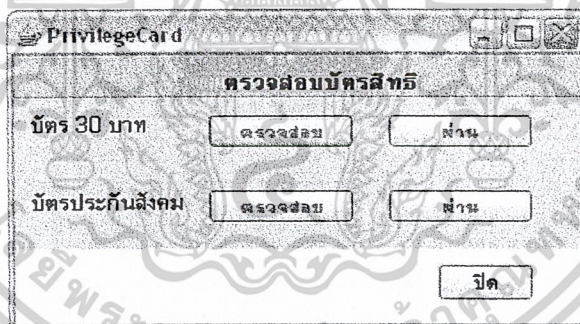 PrivilegeCard
ตรวจสอบบัตรสิทธิ
บัตร 30 บาท ตรวจสอบ ผ่าน
บัตรประกันสังคม ตรวจสอบ ผ่าน
ปิด